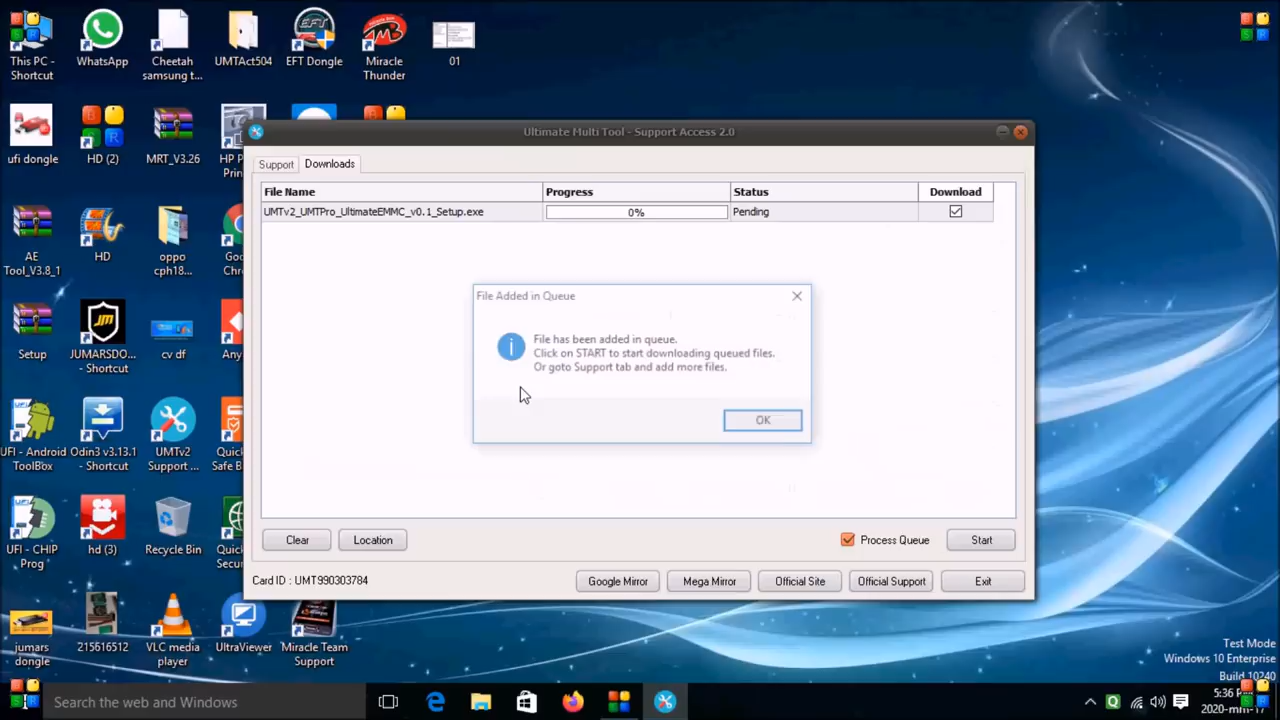 This PC -
Shortcut
WhatsApp
Cheetah
samsung t...
UMTAct504
EFT Dongle
Miracle
Thunder
01
ufi dongle
HD (2)
MRT_V3.26
HP P
Prin
AE
Tool_V3.8_1
HD
oppo
cph18...
Goo
Chr
Setup
JUMARSDO...
- Shortcut
cv df
Any
UFI - Android
ToolBox
Odin3 v3.13.1
- Shortcut
UMTv2
Support ...
Quic
Safe B
UFI - CHIP
Prog
hd (3)
Recycle Bin
Quic
Secu
jumars
dongle
215616512
VLC media
player
UltraViewer
Miracle Team
Support
Ultimate Multi Tool - Support Access 2.0
Support
Downloads
File Name
Progress
Status
Download
UMTv2_UMTPro_UltimateEMMC_v0.1_Setup.exe
0%
Pending
File Added in Queue
File has been added in queue.
Click on START to start downloading queued files.
Or goto Support tab and add more files.
OK
Clear
Location
Process Queue
Start
Card ID : UMT990303784
Google Mirror
Mega Mirror
Official Site
Official Support
Exit
Test Mode
Windows 10 Enterprise
Build 10240
Search the web and Windows
5:36 P
2020-mm-17